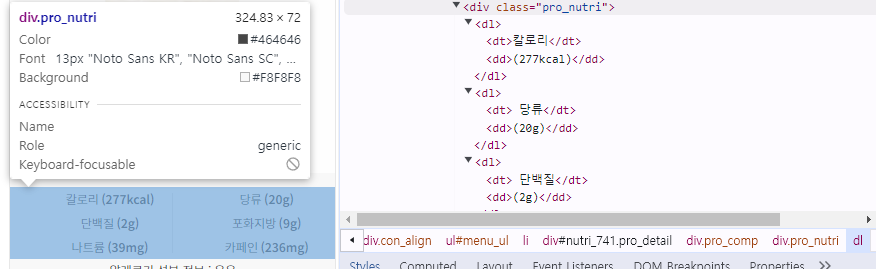 div.pro_nutri 324.83 × 72
Color #464646
Font 13px "Noto Sans KR", "Noto Sans SC", ...
Background #F8F8F8
ACCESSIBILITY
Name
Role generic
Keyboard-focusable
칼로리 (277kcal) 당류 (20g)
단백질 (2g) 포화지방 (9g)
나트륨 (39mg) 카페인 (236mg)
<div class="pro_nutri">
<dl>
<dt>칼로리</dt>
<dd>(277kcal)</dd>
</dl>
<dl>
<dt> 당류</dt>
<dd>(20g)</dd>
</dl>
<dl>
<dt> 단백질</dt>
<dd>(2g)</dd>
div.con_align ul#menu_ul li div#nutri_741.pro_detail div.pro_comp div.pro_nutri dl
Styles Computed Layout Event Listeners DOM Breakpoints Properties >>